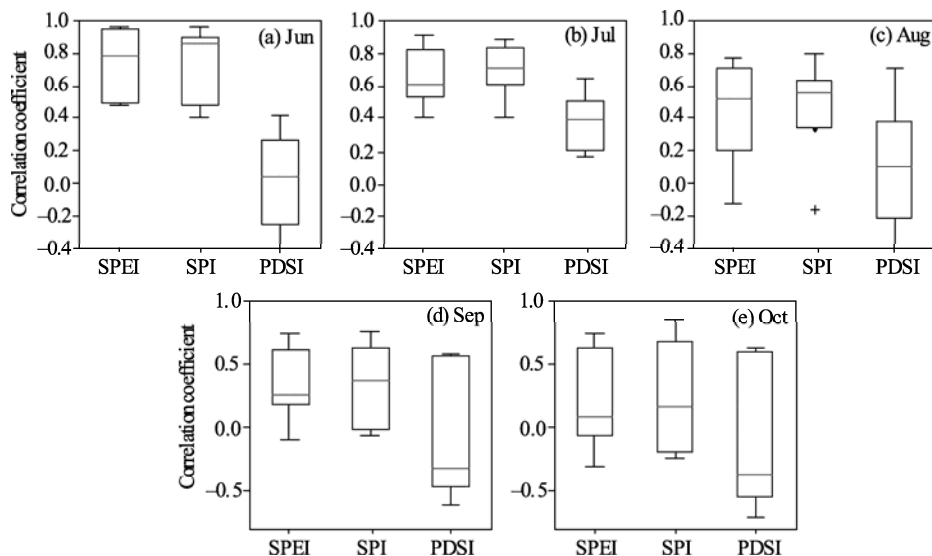 (a) Jun
1.0
0.8
0.6
0.4
0.2
0.0
−0.2
−0.4
Correlation coefficient
SPEI SPI PDSI
(b) Jul
1.0
0.8
0.6
0.4
0.2
0.0
−0.2
−0.4
SPEI SPI PDSI
(c) Aug
1.0
0.8
0.6
0.4
0.2
0.0
−0.2
−0.4
SPEI SPI PDSI
(d) Sep
1.0
0.5
0.0
−0.5
Correlation coefficient
SPEI SPI PDSI
(e) Oct
1.0
0.5
0.0
−0.5
SPEI SPI PDSI